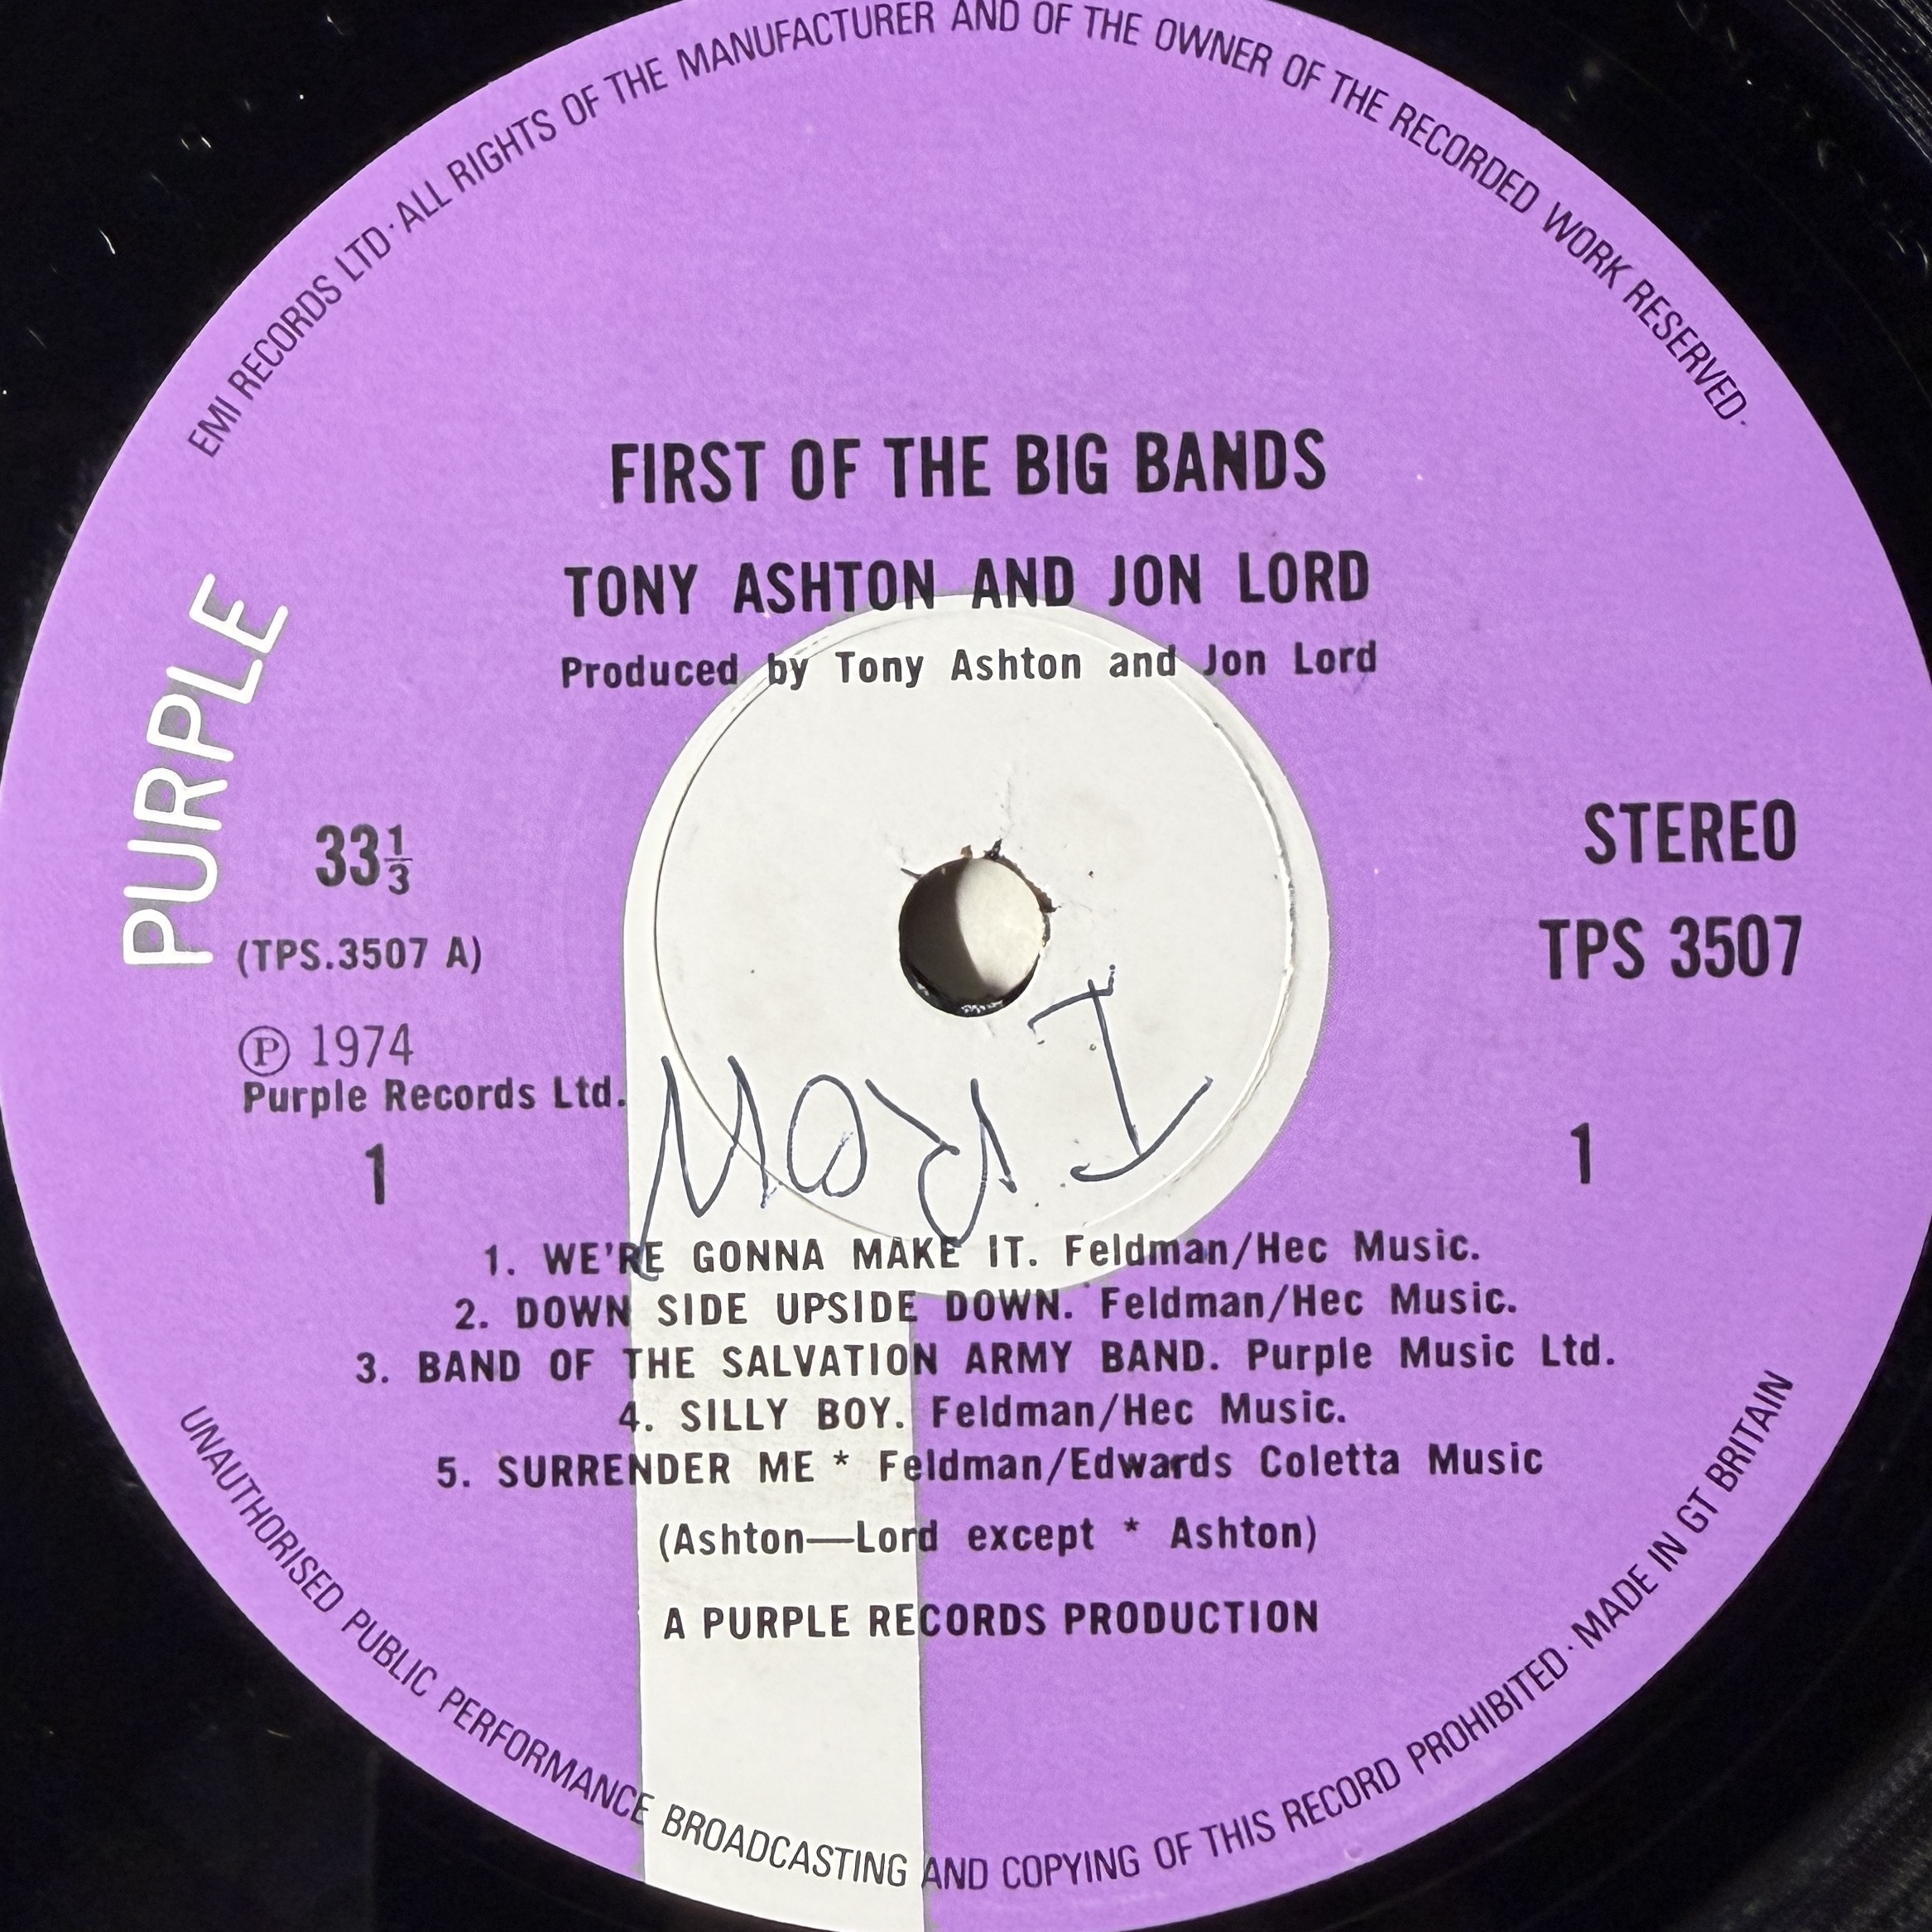 EMI RECORDS LTD · ALL RIGHTS OF THE MANUFACTURER AND OF THE OWNER OF THE RECORDED WORK RESERVED ·
FIRST OF THE BIG BANDS
TONY ASHTON AND JON LORD
Produced by Tony Ashton and Jon Lord
PURPLE
33⅓
STEREO
(TPS.3507 A)
TPS 3507
Ⓟ 1974
Purple Records Ltd.
1
1
1. WE'RE GONNA MAKE IT. Feldman/Hec Music.
2. DOWN SIDE UPSIDE DOWN. Feldman/Hec Music.
3. BAND OF THE SALVATION ARMY BAND. Purple Music Ltd.
4. SILLY BOY. Feldman/Hec Music.
5. SURRENDER ME * Feldman/Edwards Coletta Music
(Ashton—Lord except * Ashton)
A PURPLE RECORDS PRODUCTION
UNAUTHORISED PUBLIC PERFORMANCE BROADCASTING AND COPYING OF THIS RECORD PROHIBITED · MADE IN GT BRITAIN